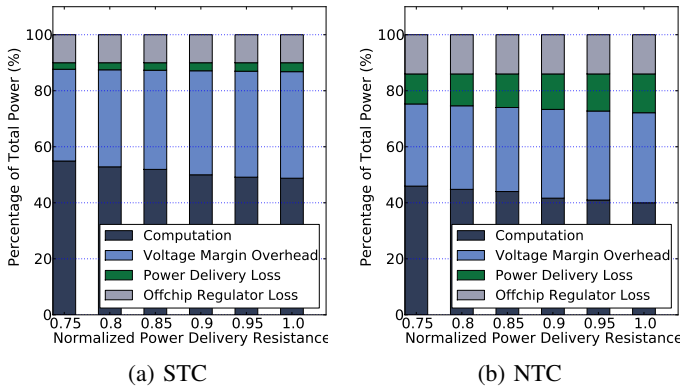 Percentage of Total Power (%)
100
80
60
40
20
0
Computation
Voltage Margin Overhead
Power Delivery Loss
Offchip Regulator Loss
0.75 0.8 0.85 0.9 0.95 1.0
Normalized Power Delivery Resistance
(a) STC
Percentage of Total Power (%)
100
80
60
40
20
0
Computation
Voltage Margin Overhead
Power Delivery Loss
Offchip Regulator Loss
0.75 0.8 0.85 0.9 0.95 1.0
Normalized Power Delivery Resistance
(b) NTC